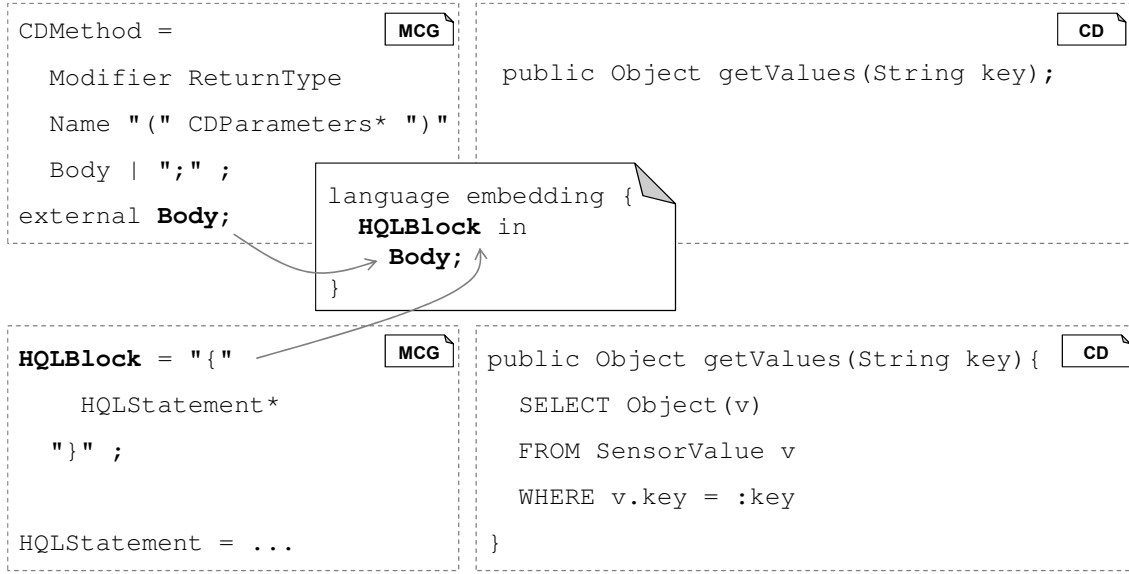 CDMethod =
MCG
Modifier ReturnType
Name "(" CDParameters* ")"
Body | ";" ;
external Body;
CD
public Object getValues(String key);
language embedding {
HQLBlock in
Body;
}
HQLBlock = "{"
MCG
HQLStatement*
"}" ;
HQLStatement = ...
public Object getValues(String key){
CD
SELECT Object(v)
FROM SensorValue v
WHERE v.key = :key
}